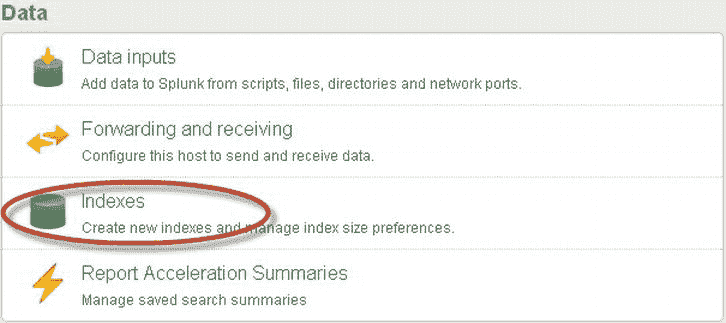 Data
Data inputs
Add data to Splunk from scripts, files, directories and network ports.
Forwarding and receiving
Configure this host to send and receive data.
Indexes
Create new indexes and manage index size preferences.
Report Acceleration Summaries
Manage saved search summaries